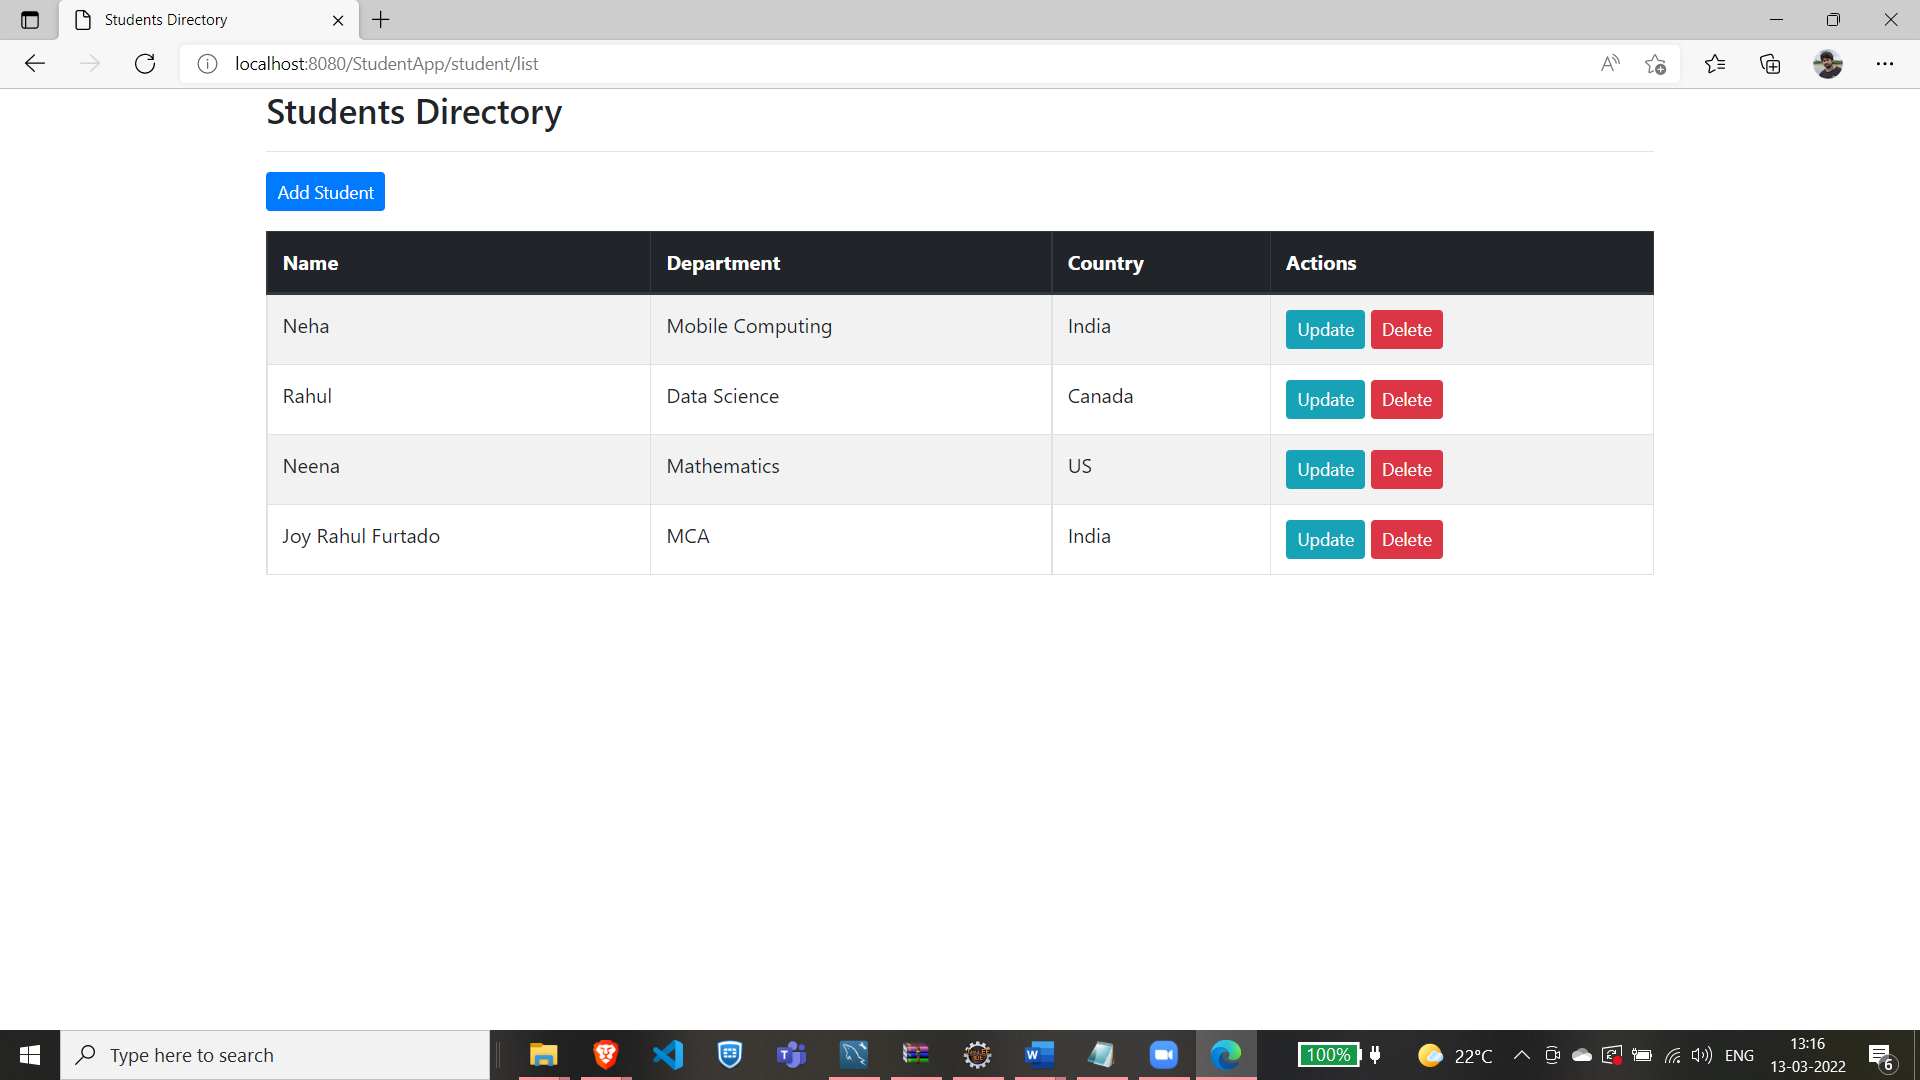 Students Directory
localhost:8080/StudentApp/student/list
Students Directory
Add Student
Name Department Country Actions
Neha Mobile Computing India Update Delete
Rahul Data Science Canada Update Delete
Neena Mathematics US Update Delete
Joy Rahul Furtado MCA India Update Delete
Type here to search 100% 22°C ENG 13:16
13-03-2022 6